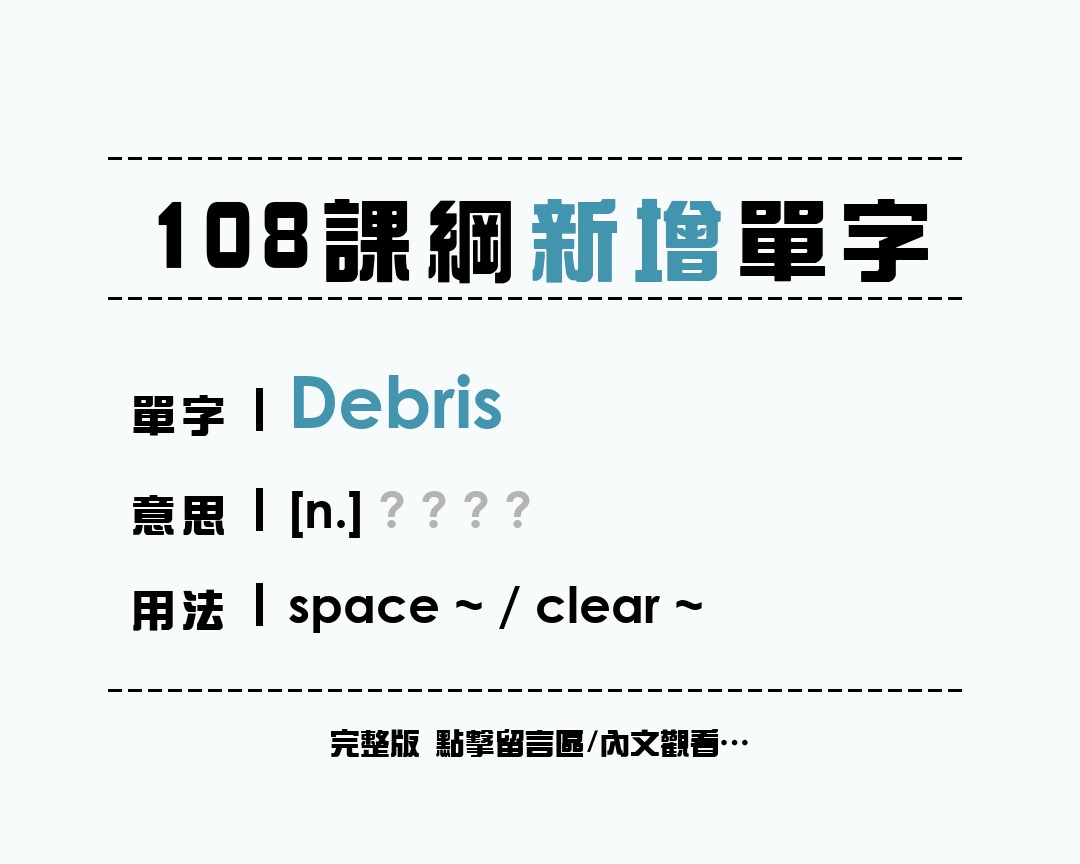 108課綱新增單字
單字 | Debris
意思 | [n.] ? ? ? ?
用法 | space ~ / clear ~
完整版 點擊留言區/內文觀看…